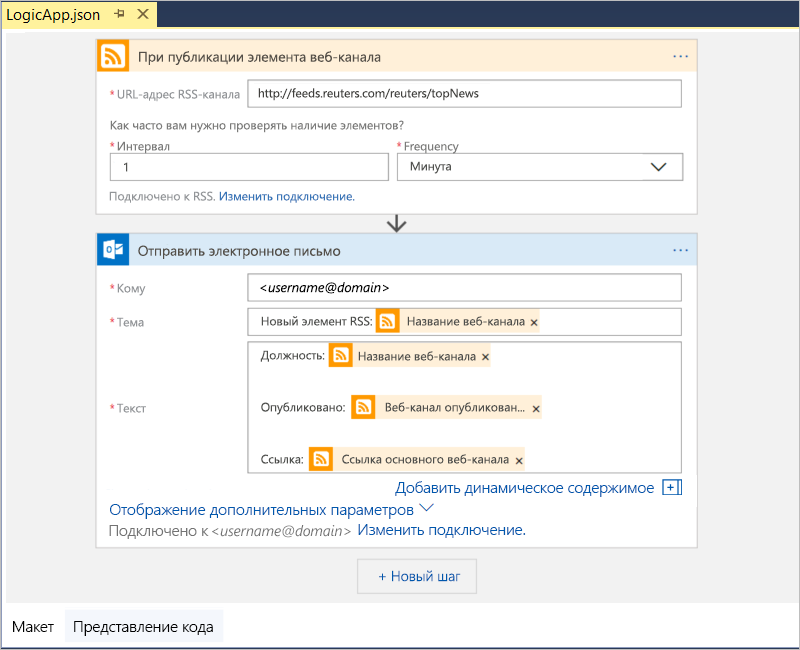 LogicApp.json
При публикации элемента веб-канала
* URL-адрес RSS-канала http://feeds.reuters.com/reuters/topNews
Как часто вам нужно проверять наличие элементов?
* Интервал * Frequency
1 Минута
Подключено к RSS. Изменить подключение.
Отправить электронное письмо
* Кому <username@domain>
* Тема Новый элемент RSS: Название веб-канала ×
Должность: Название веб-канала ×
* Текст Опубликовано: Веб-канал опубликован... ×
Ссылка: Ссылка основного веб-канала ×
Добавить динамическое содержимое
Отображение дополнительных параметров
Подключено к <username@domain> Изменить подключение.
+ Новый шаг
Макет Представление кода